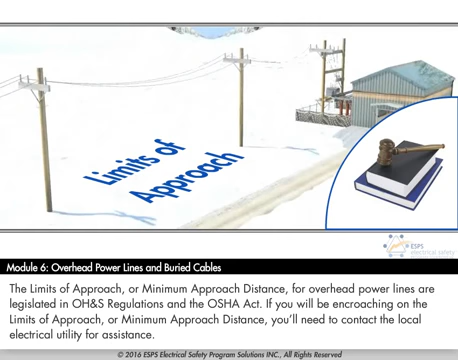 Limits of
Approach
ESPS
electrical safety
Module 6: Overhead Power Lines and Buried Cables
The Limits of Approach, or Minimum Approach Distance, for overhead power lines are
legislated in OH&S Regulations and the OSHA Act. If you will be encroaching on the
Limits of Approach, or Minimum Approach Distance, you'll need to contact the local
electrical utility for assistance.
© 2016 ESPS Electrical Safety Program Solutions INC., All Rights Reserved